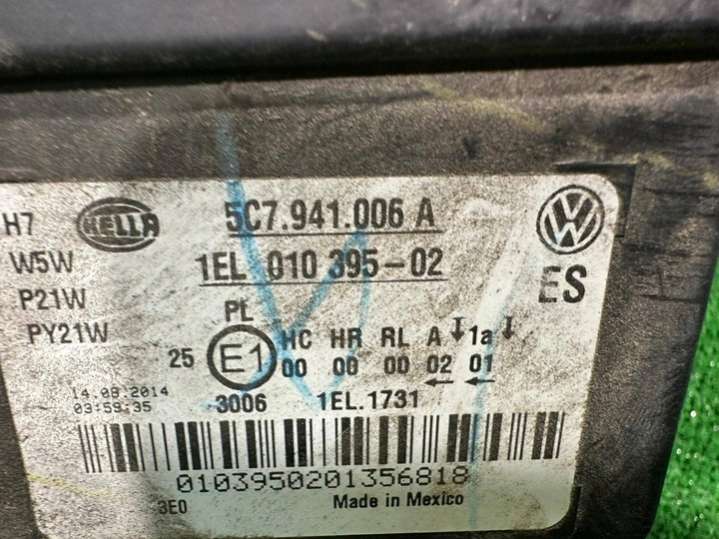 H7 HELLA 5C7.941.006 A VW
W5W 1EL 010 395-02
P21W ES
PY21W PL
25 E1 HC HR RL A 1a
00 00 00 02 01
14.08.2014 3006 1EL.1731
03:59:35
0103950201356818
3E0 Made in Mexico